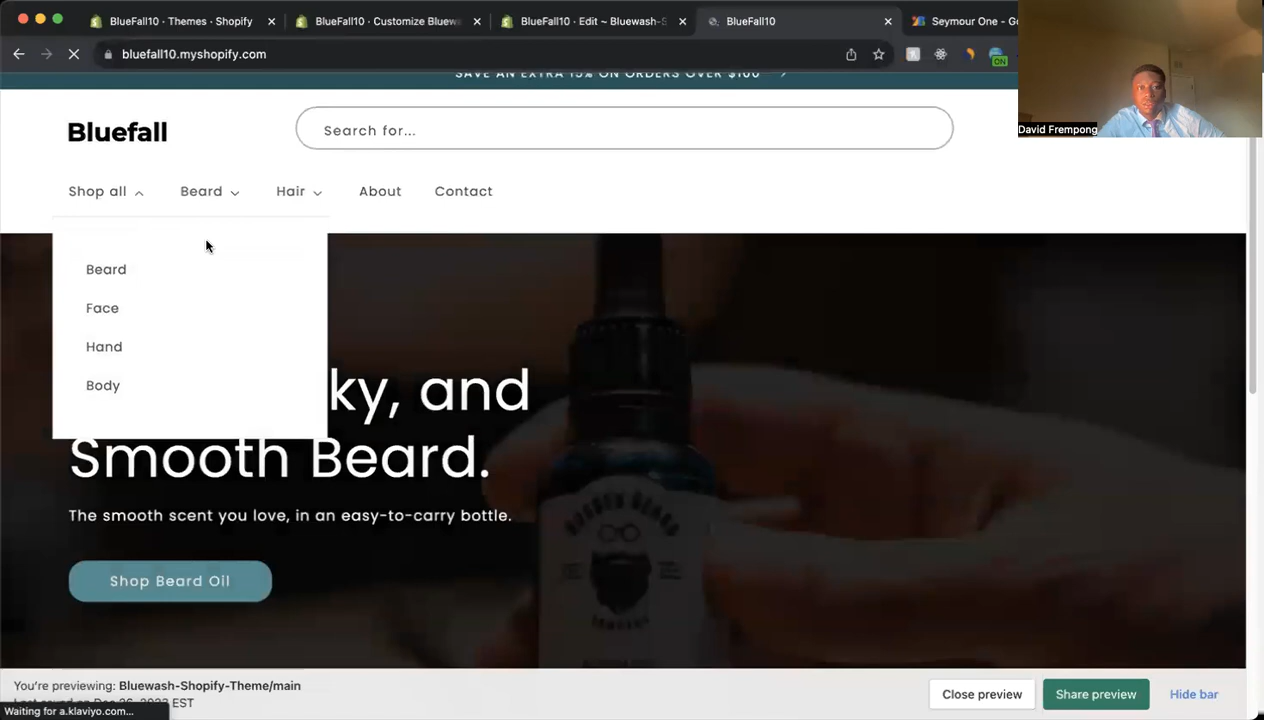 BlueFall10 · Themes · Shopify
BlueFall10 · Customize Bluew
BlueFall10 · Edit ~ Bluewash-S
BlueFall10
Seymour One - Go
bluefall10.myshopify.com
ON
SAVE AN EXTRA 15% ON ORDERS OVER $100
David Frempong
Bluefall
Search for...
Shop all
Beard
Hair
About
Contact
Beard
Face
Hand
Body
ky, and
Smooth Beard.
The smooth scent you love, in an easy-to-carry bottle.
Shop Beard Oil
BEARD
You're previewing: Bluewash-Shopify-Theme/main
EST
Close preview
Share preview
Hide bar
Waiting for a.klaviyo.com...